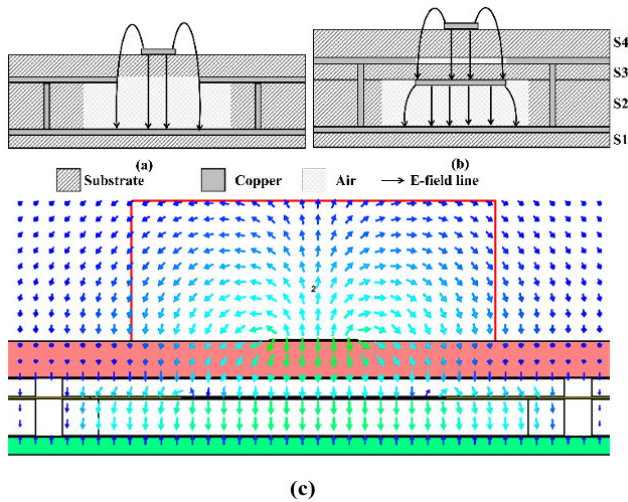 S4
S3
S2
S1
(a)
(b)
Substrate Copper Air E-field line
2
(c)